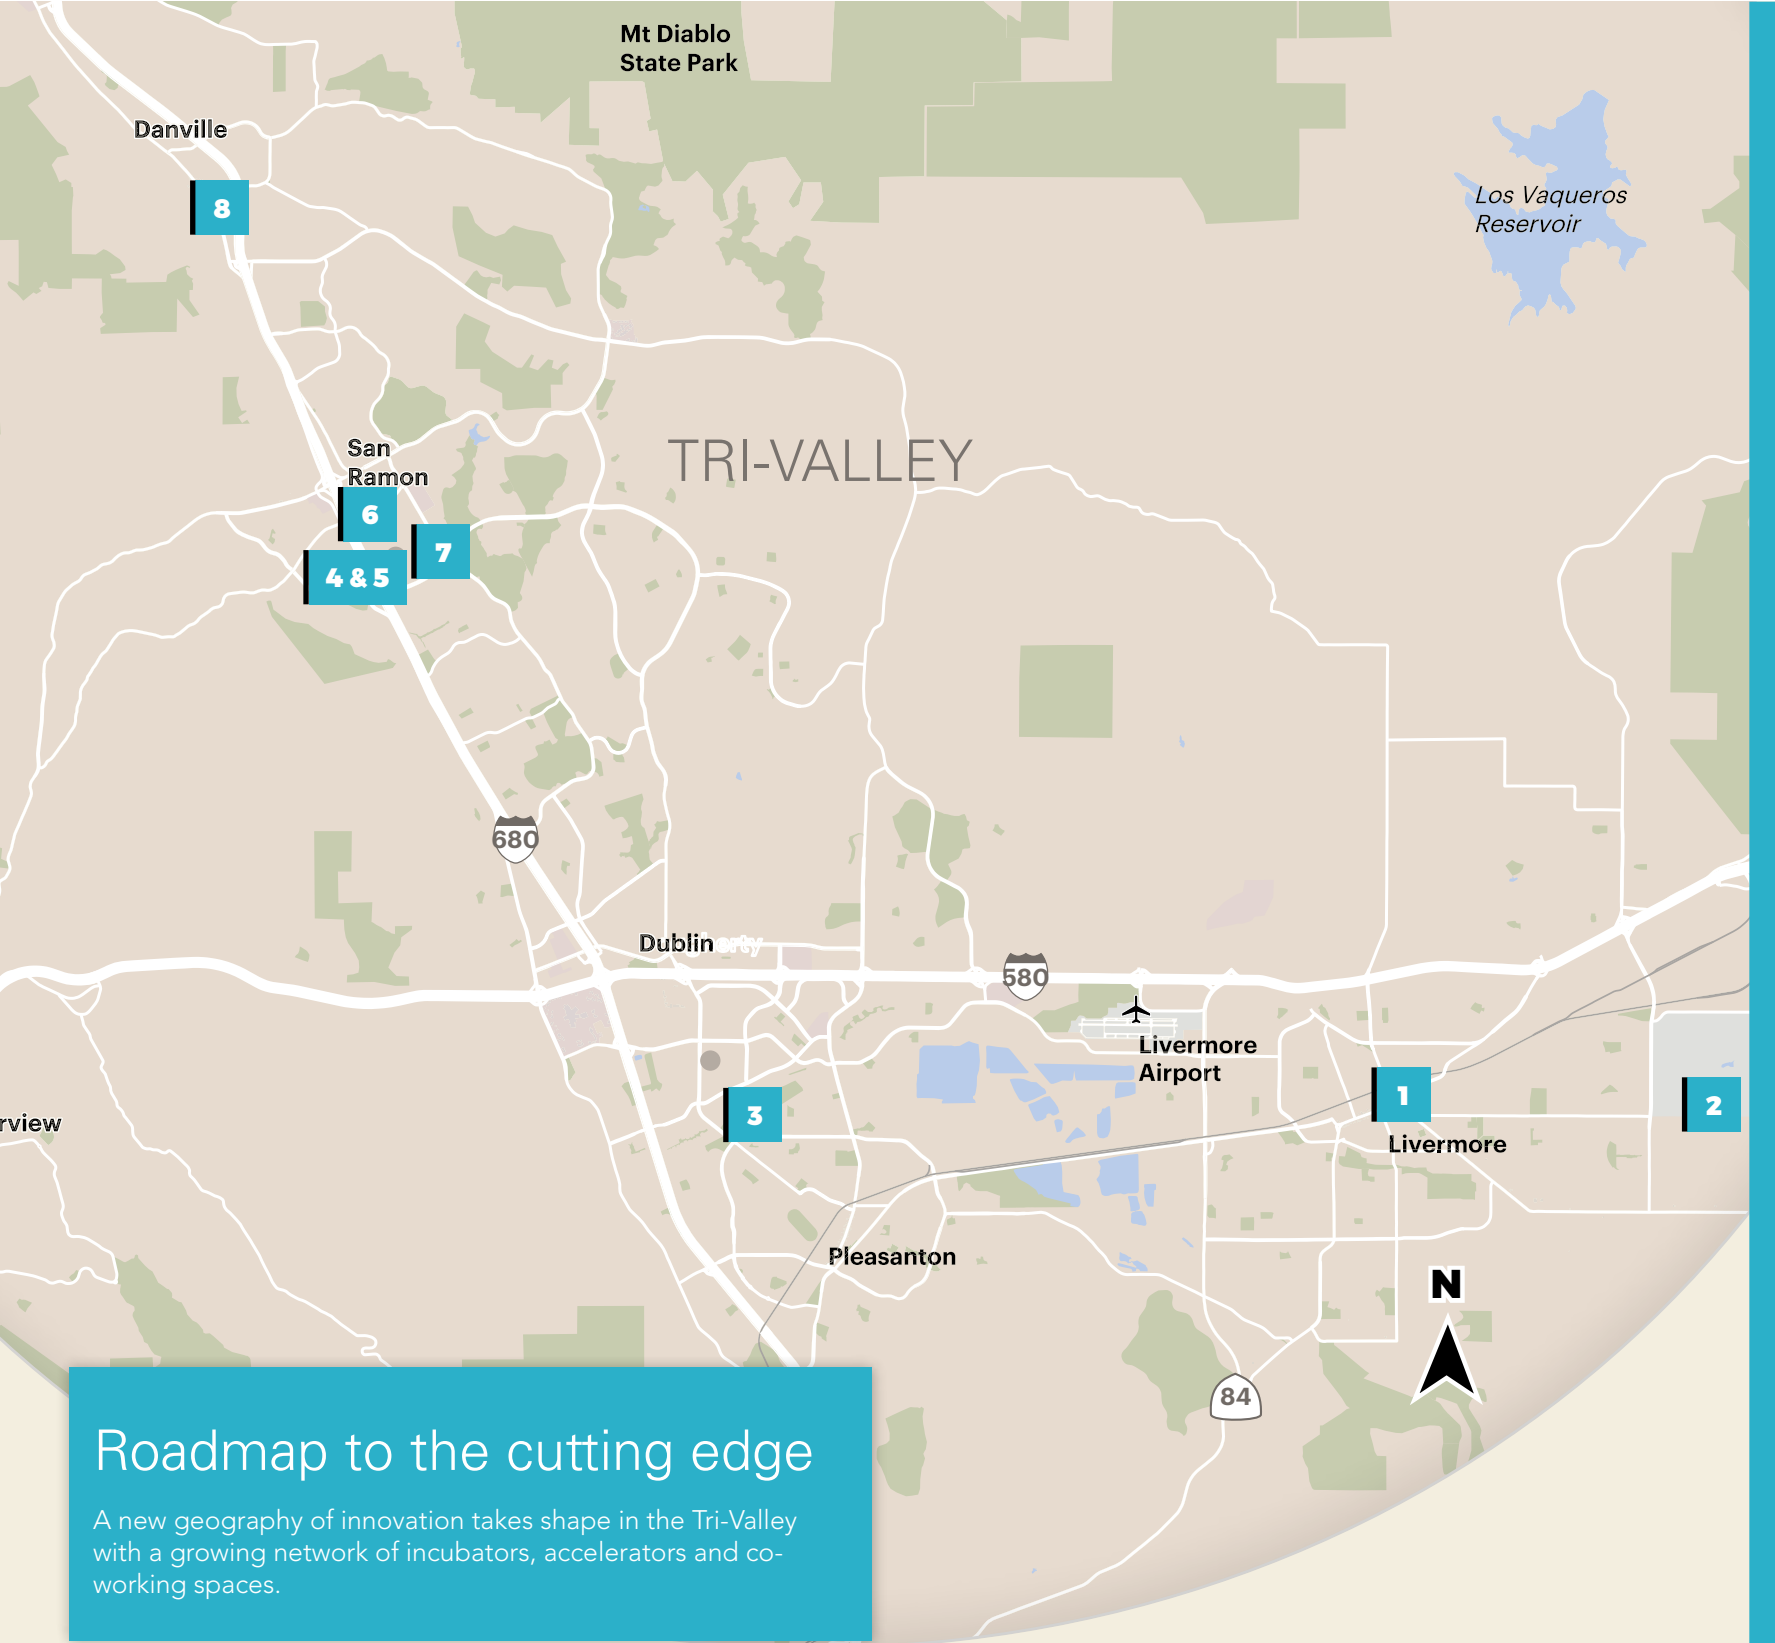 Mt Diablo
State Park
Danville
Los Vaqueros
Reservoir
8
TRI-VALLEY
San
Ramon
6
7
4 & 5
680
Dublin
580
Livermore
Airport
1
2
3
rview
Livermore
Pleasanton
N
84
Roadmap to the cutting edge
A new geography of innovation takes shape in the Tri-Valley
with a growing network of incubators, accelerators and co-
working spaces.